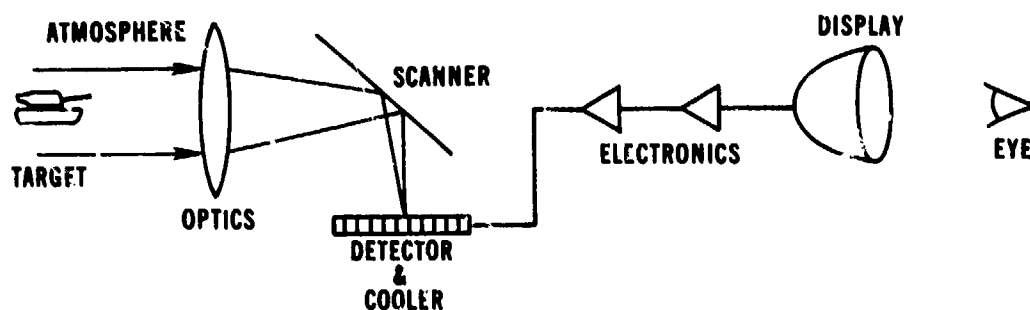 ATMOSPHERE
TARGET
OPTICS
SCANNER
DETECTOR
&
COOLER
ELECTRONICS
DISPLAY
EYE